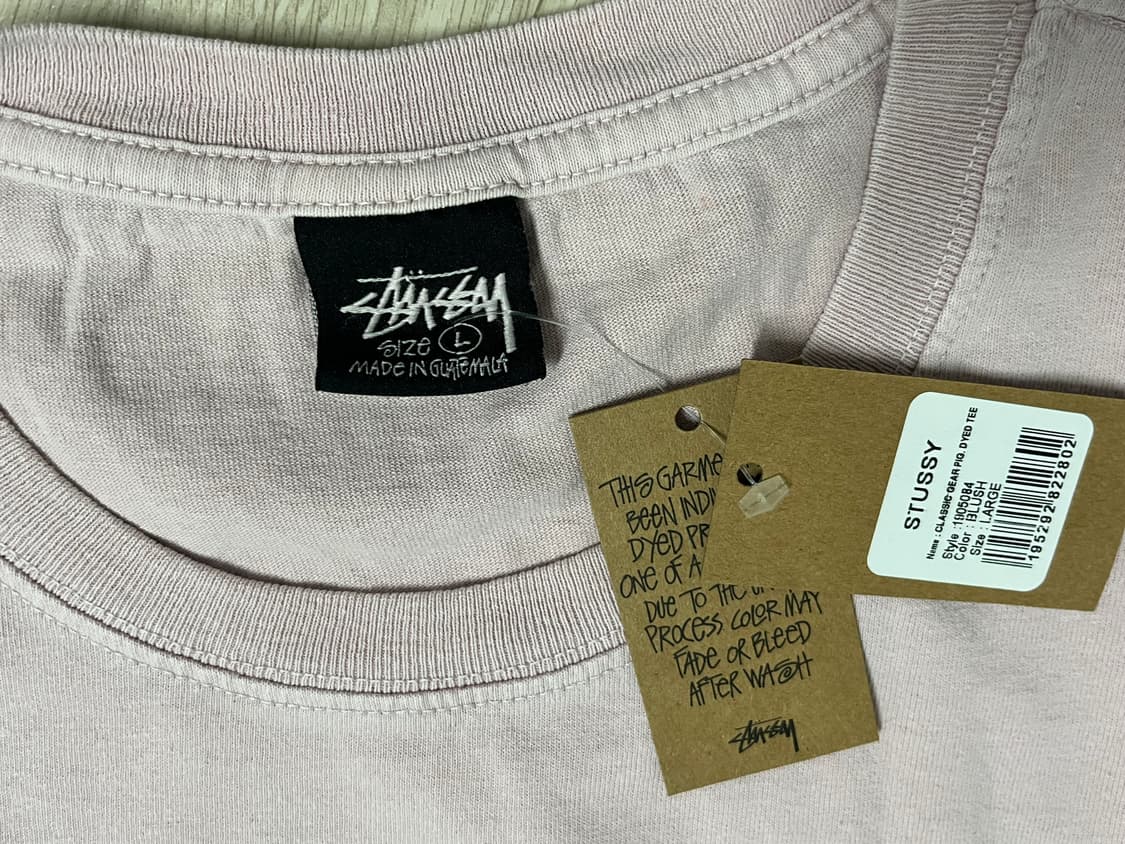 STÜSSY
SIZE L
MADE IN GUATEMALA
THIS GARME
BEEN INDI
DYED PR
ONE OF A
DUE TO THE
PROCESS COLOR MAY
FADE OR BLEED
AFTER WASH
STÜSSY
STUSSY
Name : CLASSIC GEAR PIG. DYED TEE
Style : 1905084
Color : BLUSH
Size : LARGE
195292822802